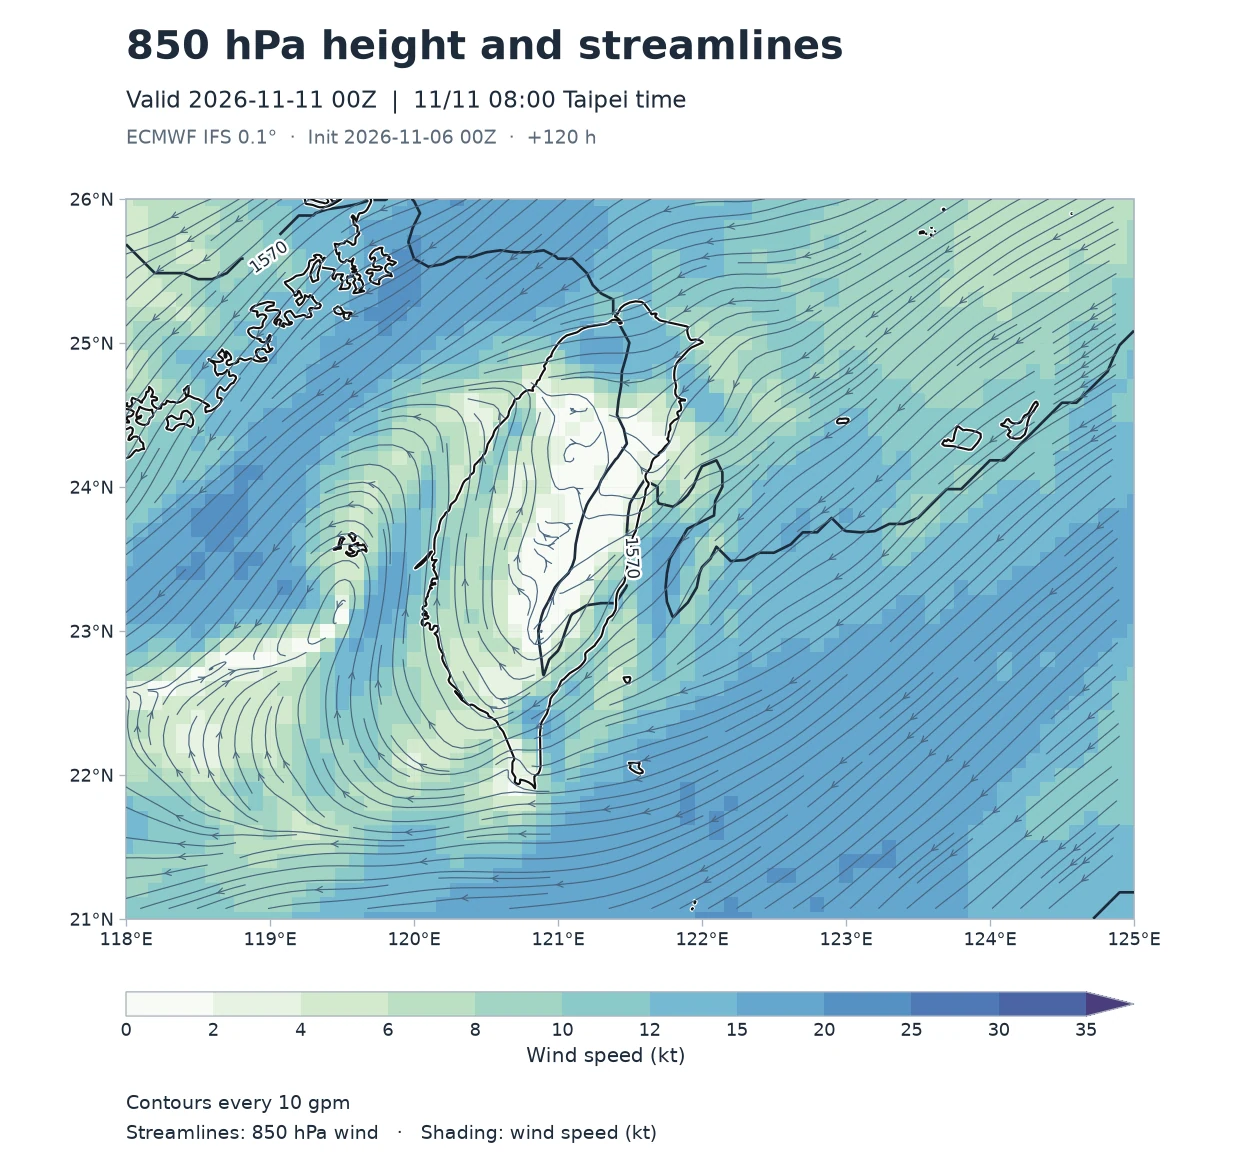 850 hPa height and streamlines
Valid 2026-11-11 00Z | 11/11 08:00 Taipei time
ECMWF IFS 0.1° · Init 2026-11-06 00Z · +120 h
26°N
25°N
24°N
23°N
22°N
21°N
1570
1570
118°E 119°E 120°E 121°E 122°E 123°E 124°E 125°E
0 2 4 6 8 10 12 15 20 25 30 35
Wind speed (kt)
Contours every 10 gpm
Streamlines: 850 hPa wind · Shading: wind speed (kt)